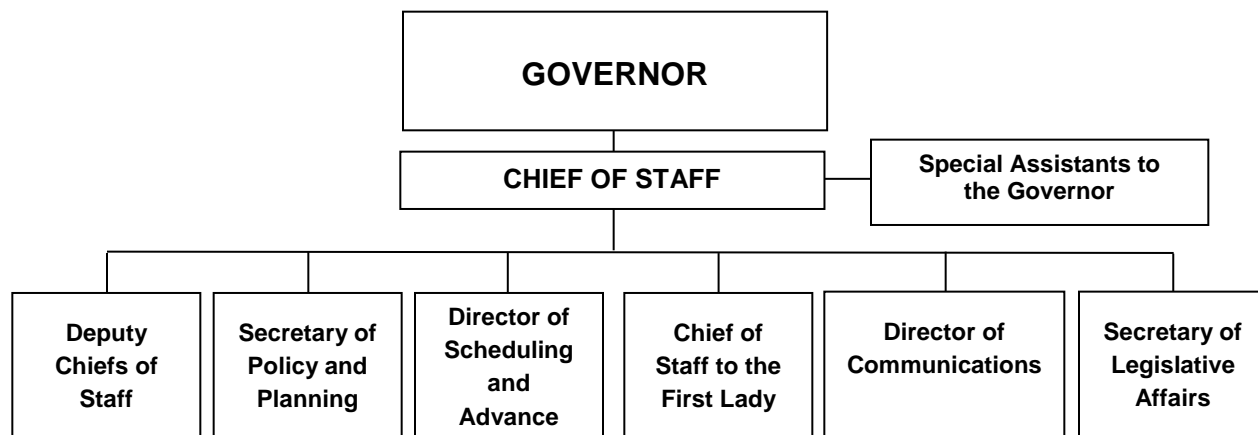 GOVERNOR
CHIEF OF STAFF
Special Assistants to
the Governor
Deputy
Chiefs of
Staff
Secretary of
Policy and
Planning
Director of
Scheduling
and
Advance
Chief of
Staff to the
First Lady
Director of
Communications
Secretary of
Legislative
Affairs